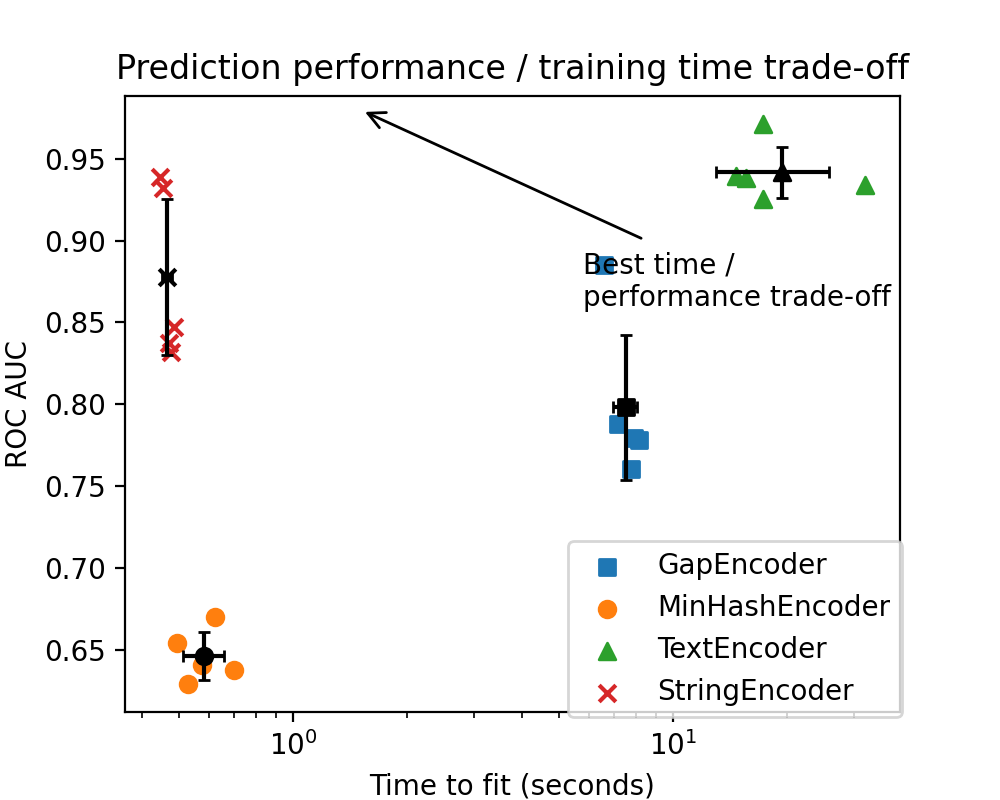 Prediction performance / training time trade-off
0.95
0.90
0.85
0.80
0.75
0.70
0.65
ROC AUC
Best time /
performance trade-off
GapEncoder
MinHashEncoder
TextEncoder
StringEncoder
10⁰
10¹
Time to fit (seconds)